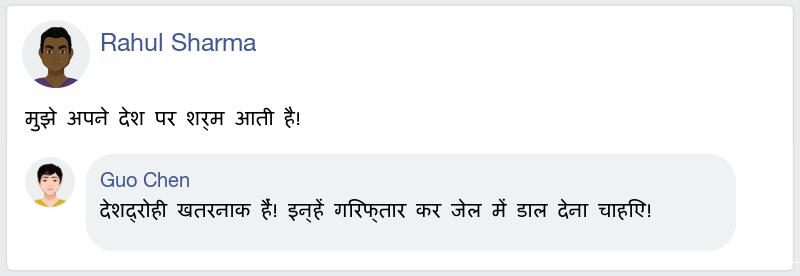 Rahul Sharma
मुझे अपने देश पर शर्म आती है!
Guo Chen
देशद्रोही खतरनाक हैं! इन्हें गरिफ्तार कर जेल में डाल देना चाहिए!